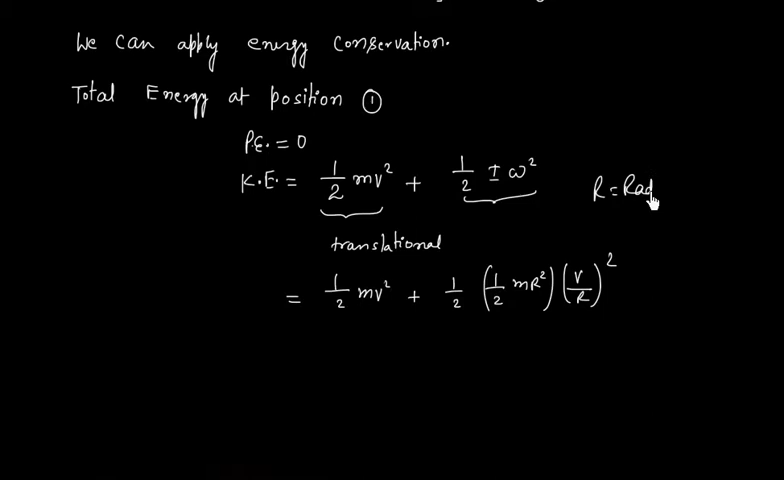 We can apply energy conservation.
Total Energy at position ①
P.E. = 0
K.E. = 1/2 mv² + 1/2 I ω²
R = Rad
translational
= 1/2 mv² + 1/2 (1/2 mR²) (V/R)²